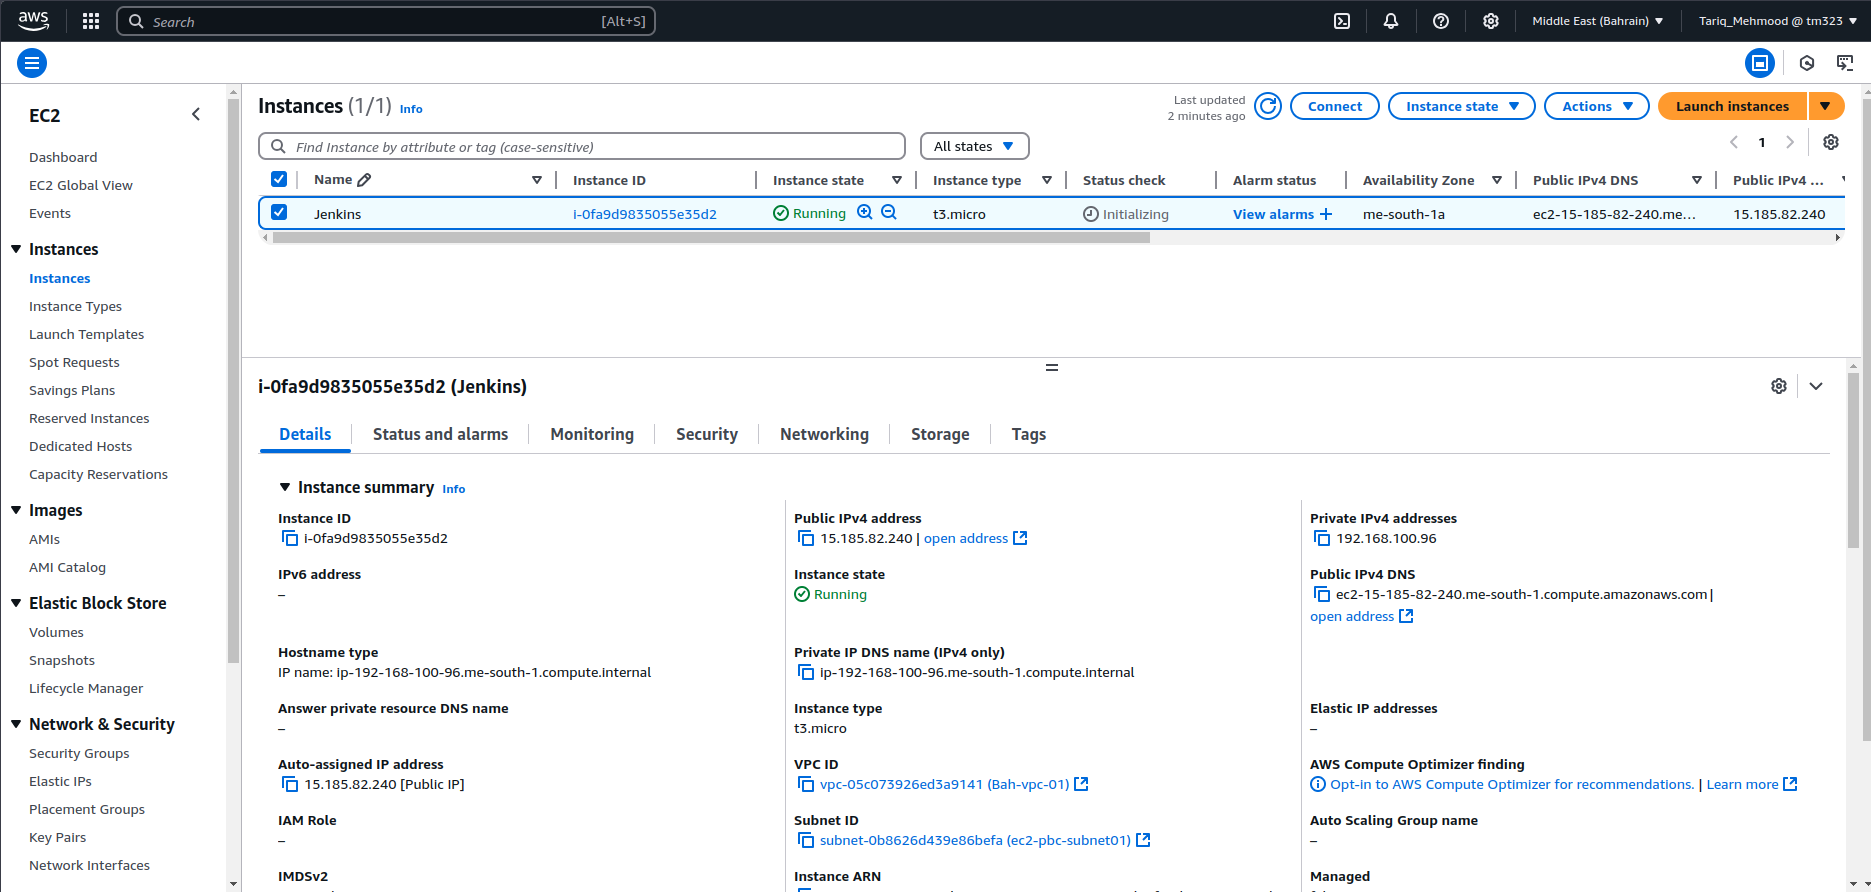 aws
Search [Alt+S]
Middle East (Bahrain)
Tariq_Mehmood @ tm323
EC2
Dashboard
EC2 Global View
Events
Instances
Instances
Instance Types
Launch Templates
Spot Requests
Savings Plans
Reserved Instances
Dedicated Hosts
Capacity Reservations
Images
AMIs
AMI Catalog
Elastic Block Store
Volumes
Snapshots
Lifecycle Manager
Network & Security
Security Groups
Elastic IPs
Placement Groups
Key Pairs
Network Interfaces
Instances (1/1) Info
Last updated
2 minutes ago
Connect
Instance state
Actions
Launch instances
Find Instance by attribute or tag (case-sensitive)
All states
1
Name Instance ID Instance state Instance type Status check Alarm status Availability Zone Public IPv4 DNS Public IPv4 ...
Jenkins i-0fa9d9835055e35d2 Running t3.micro Initializing View alarms + me-south-1a ec2-15-185-82-240.me... 15.185.82.240
i-0fa9d9835055e35d2 (Jenkins)
Details Status and alarms Monitoring Security Networking Storage Tags
Instance summary Info
Instance ID
i-0fa9d9835055e35d2
Public IPv4 address
15.185.82.240 | open address
Private IPv4 addresses
192.168.100.96
IPv6 address
–
Instance state
Running
Public IPv4 DNS
ec2-15-185-82-240.me-south-1.compute.amazonaws.com |
open address
Hostname type
IP name: ip-192-168-100-96.me-south-1.compute.internal
Private IP DNS name (IPv4 only)
ip-192-168-100-96.me-south-1.compute.internal
Answer private resource DNS name
–
Instance type
t3.micro
Elastic IP addresses
–
Auto-assigned IP address
15.185.82.240 [Public IP]
VPC ID
vpc-05c073926ed3a9141 (Bah-vpc-01)
AWS Compute Optimizer finding
Opt-in to AWS Compute Optimizer for recommendations. | Learn more
IAM Role
–
Subnet ID
subnet-0b8626d439e86befa (ec2-pbc-subnet01)
Auto Scaling Group name
–
IMDSv2
Instance ARN
Managed